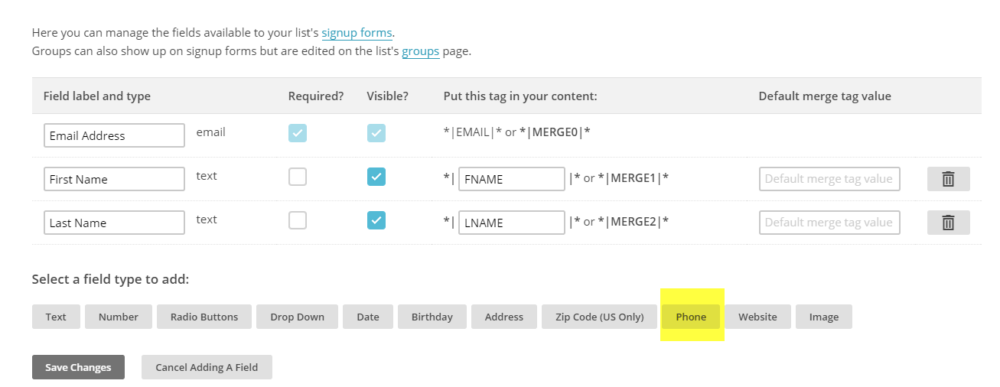 Here you can manage the fields available to your list's signup forms.
Groups can also show up on signup forms but are edited on the list's groups page.
Field label and type Required? Visible? Put this tag in your content: Default merge tag value
Email Address email *|EMAIL|* or *|MERGE0|*
First Name text *| FNAME |* or *|MERGE1|* Default merge tag value
Last Name text *| LNAME |* or *|MERGE2|* Default merge tag value
Select a field type to add:
Text Number Radio Buttons Drop Down Date Birthday Address Zip Code (US Only) Phone Website Image
Save Changes Cancel Adding A Field